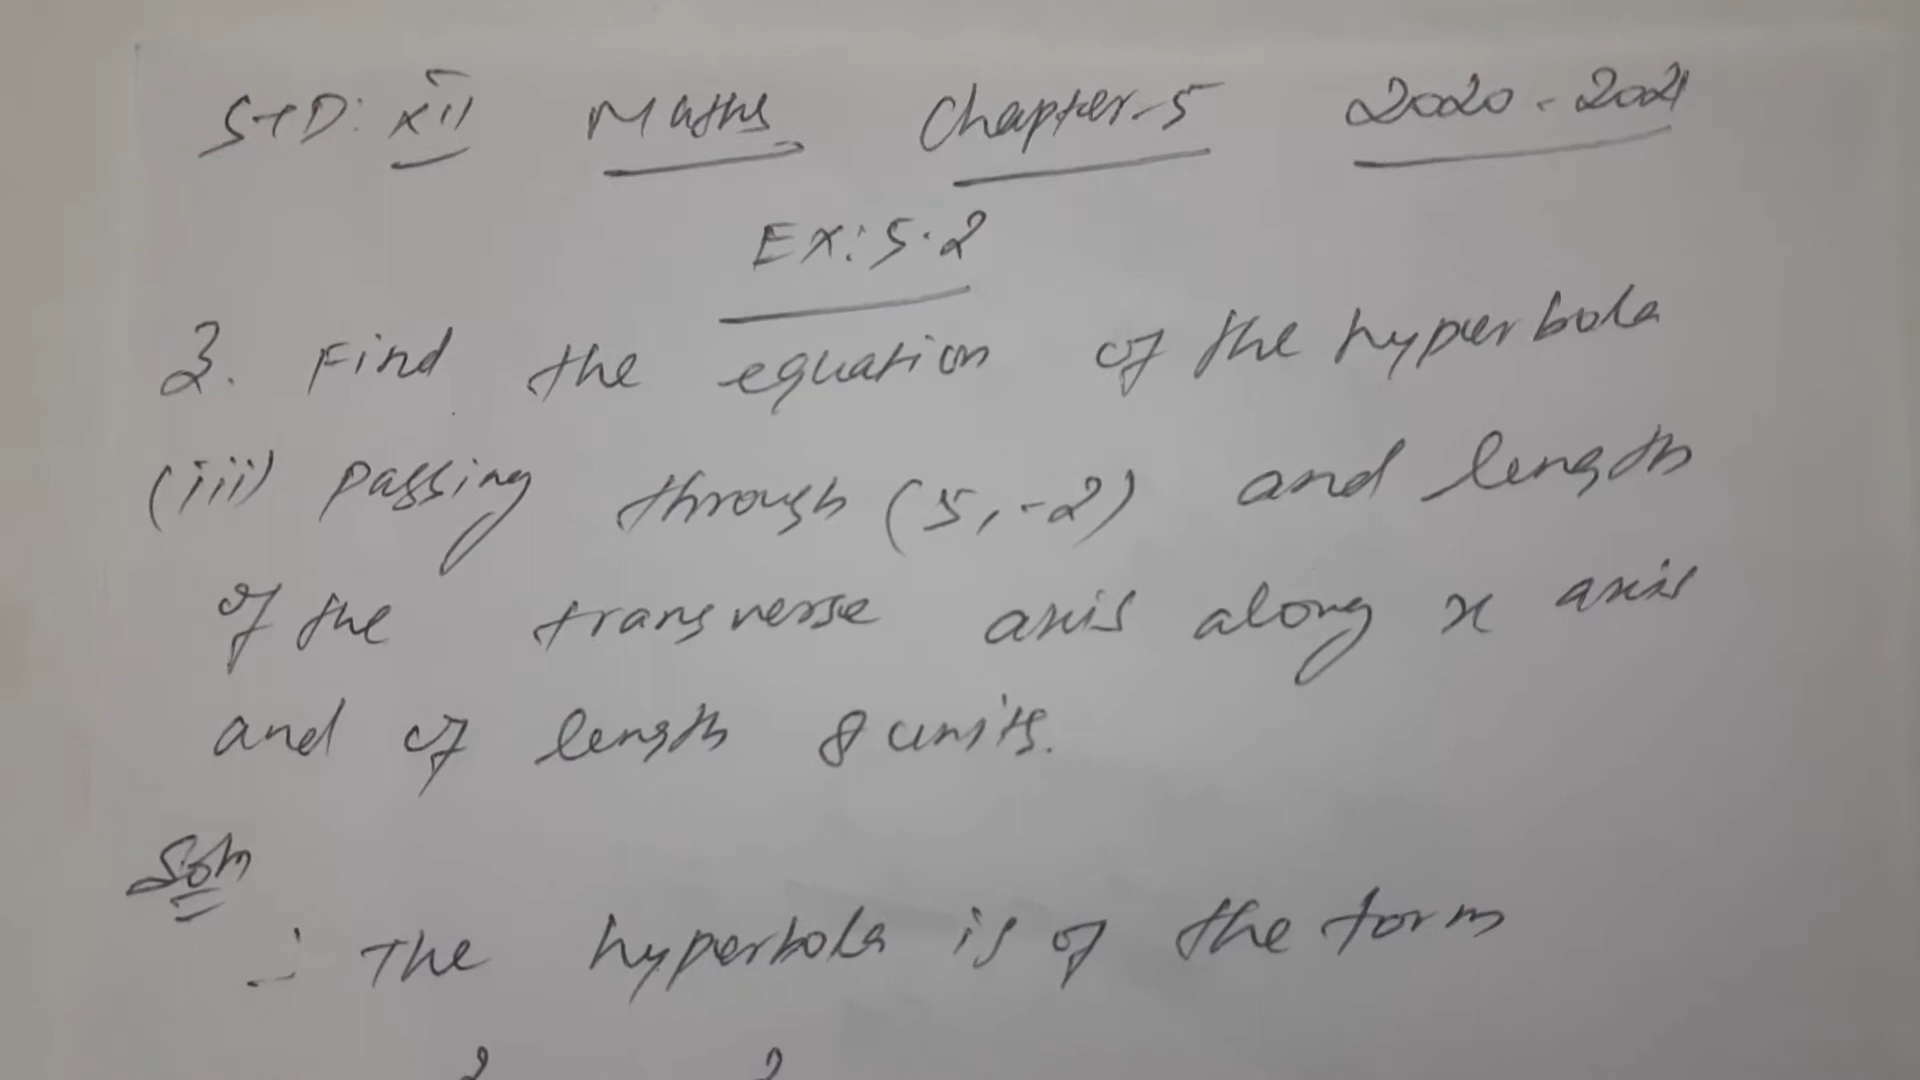 STD: XII Maths Chapter-5 2020-2021
EX: 5.2
3. Find the equation of the hyperbola
(iii) passing through (5,-2) and length
of the transverse axis along x axis
and of length 8 units.
Soln
∴ The hyperbola is of the form
2 2